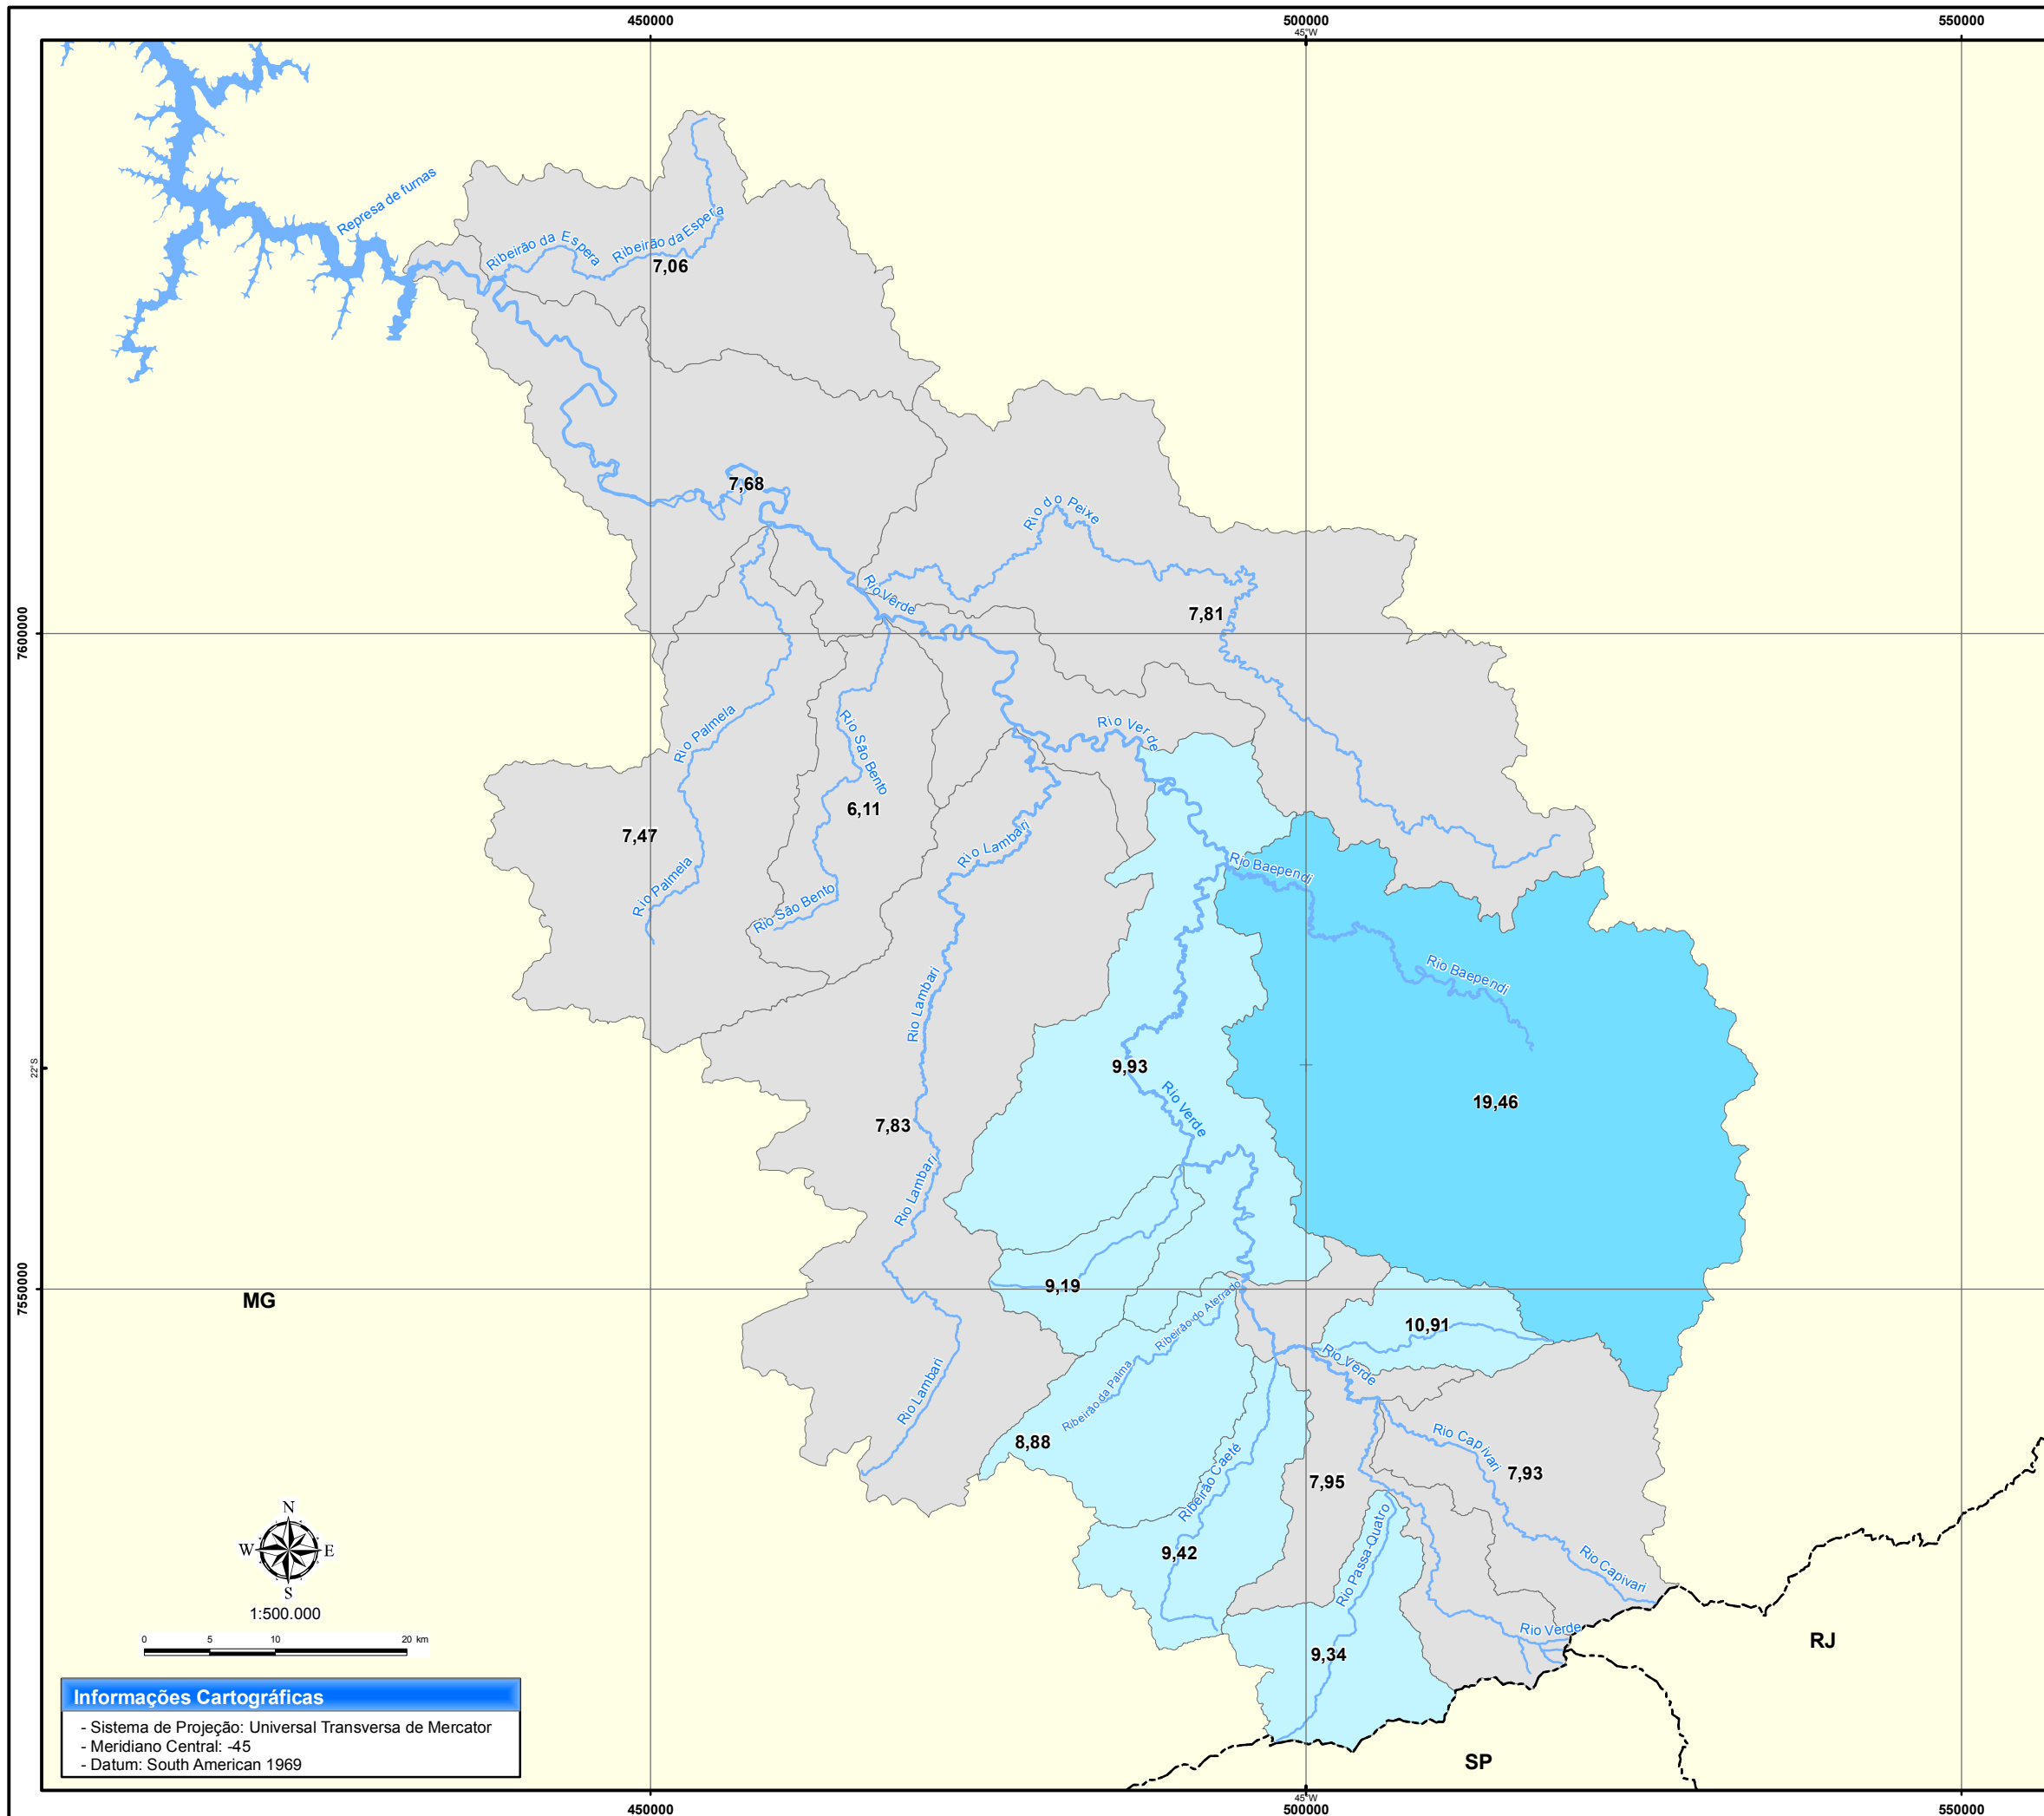 450000
500000
550000
45°W
Represa de furnas
Ribeirão da Espera
Ribeirão da Espera
7,06
7,68
Rio do Peixe
Rio Verde
7,81
7600000
Rio Palmela
Rio São Bento
Rio Verde
6,11
7,47
Rio Lambari
Rio Baependi
Rio Palmela
Rio São Bento
Rio Baependi
Rio Lambari
22°S
9,93
Rio Verde
19,46
7,83
Rio Lambari
9,19
7550000
MG
Ribeirão do Aterrado
10,91
Rio Verde
Rio Lambari
Ribeirão da Palma
8,88
Rio Capivari
Ribeirão Caeté
7,95
7,93
N
W
E
S
1:500.000
9,42
Rio Passa-Quatro
Rio Capivari
Rio Verde
9,34
RJ
0 5 10 20 km
Informações Cartográficas
- Sistema de Projeção: Universal Transversa de Mercator
- Meridiano Central: -45
- Datum: South American 1969
SP
45°W
450000
500000
550000